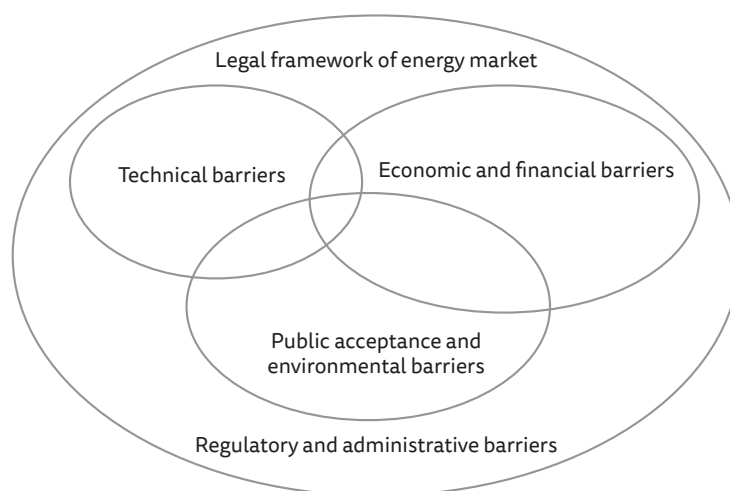 Legal framework of energy market
Technical barriers
Economic and financial barriers
Public acceptance and
environmental barriers
Regulatory and administrative barriers